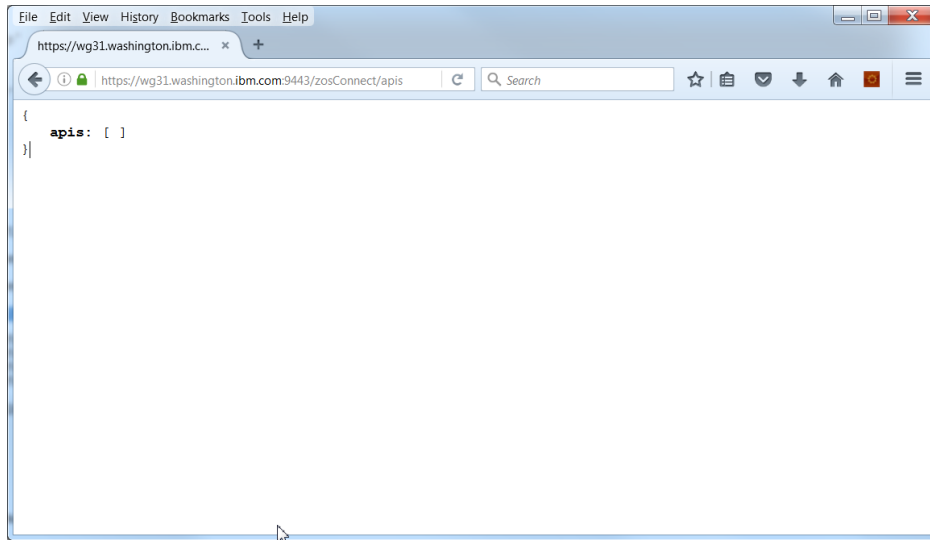 File Edit View History Bookmarks Tools Help
https://wg31.washington.ibm.c... × +
https://wg31.washington.ibm.com:9443/zosConnect/apis Search
{
apis: [ ]
}